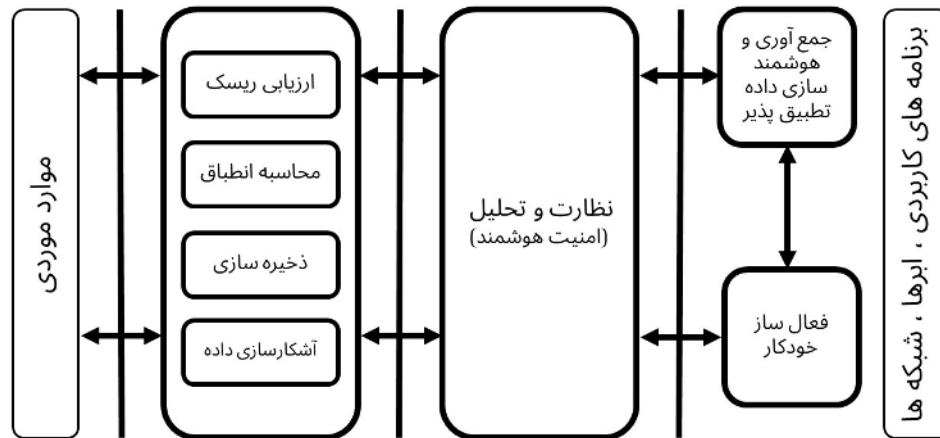 برنامه های کاربردی ، ابرها ، شبکه ها
جمع آوری و
هوشمند
سازی داده
تطبیق پذیر
فعال ساز
خودکار
نظارت و تحلیل
(امنیت هوشمند)
ارزیابی ریسک
محاسبه انطباق
ذخیره سازی
آشکارسازی داده
موارد موردی